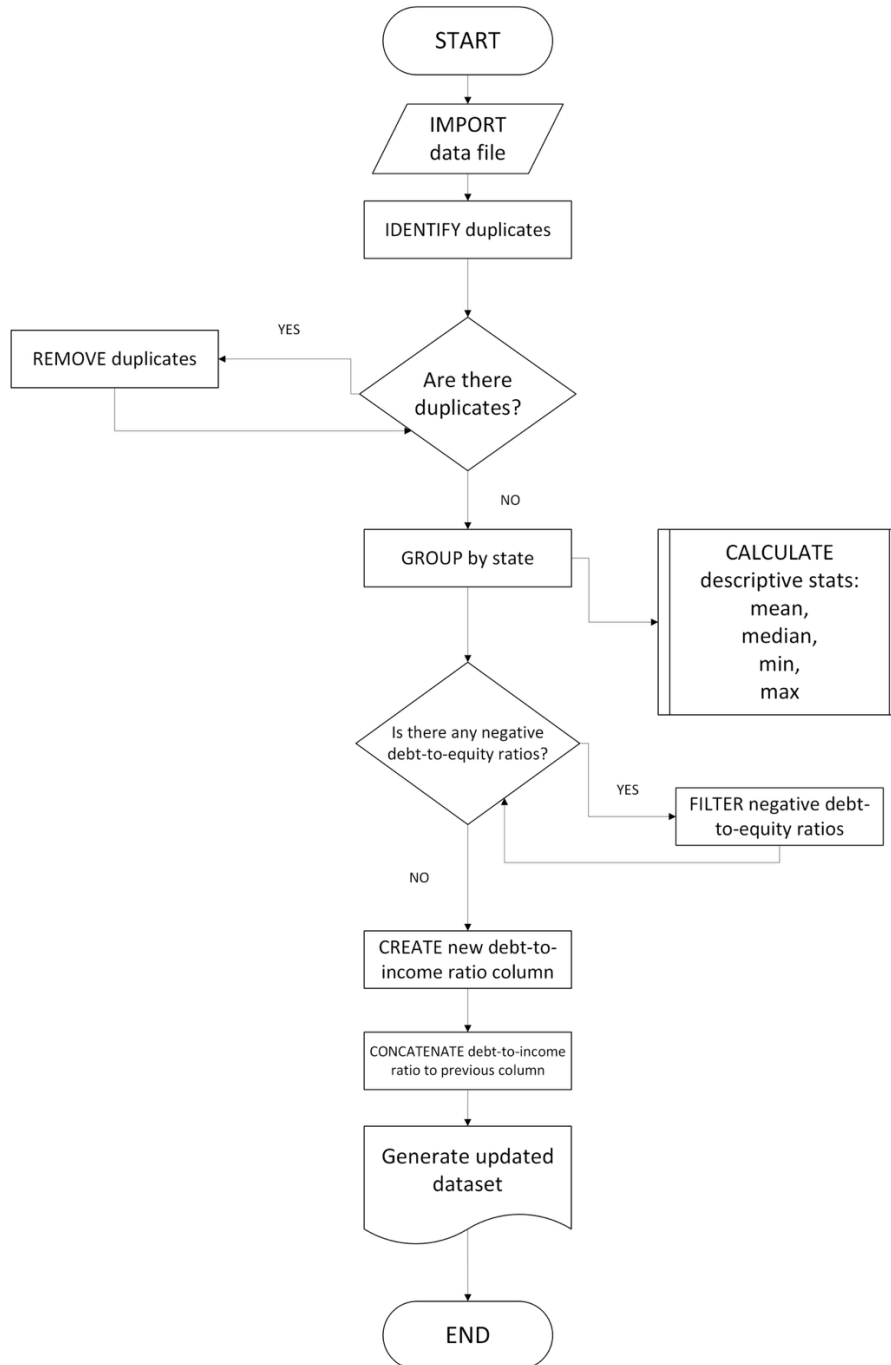 START
IMPORT
data file
IDENTIFY duplicates
YES
REMOVE duplicates
Are there
duplicates?
NO
GROUP by state
CALCULATE
descriptive stats:
mean,
median,
min,
max
Is there any negative
debt-to-equity ratios?
YES
FILTER negative debt-
to-equity ratios
NO
CREATE new debt-to-
income ratio column
CONCATENATE debt-to-income
ratio to previous column
Generate updated
dataset
END